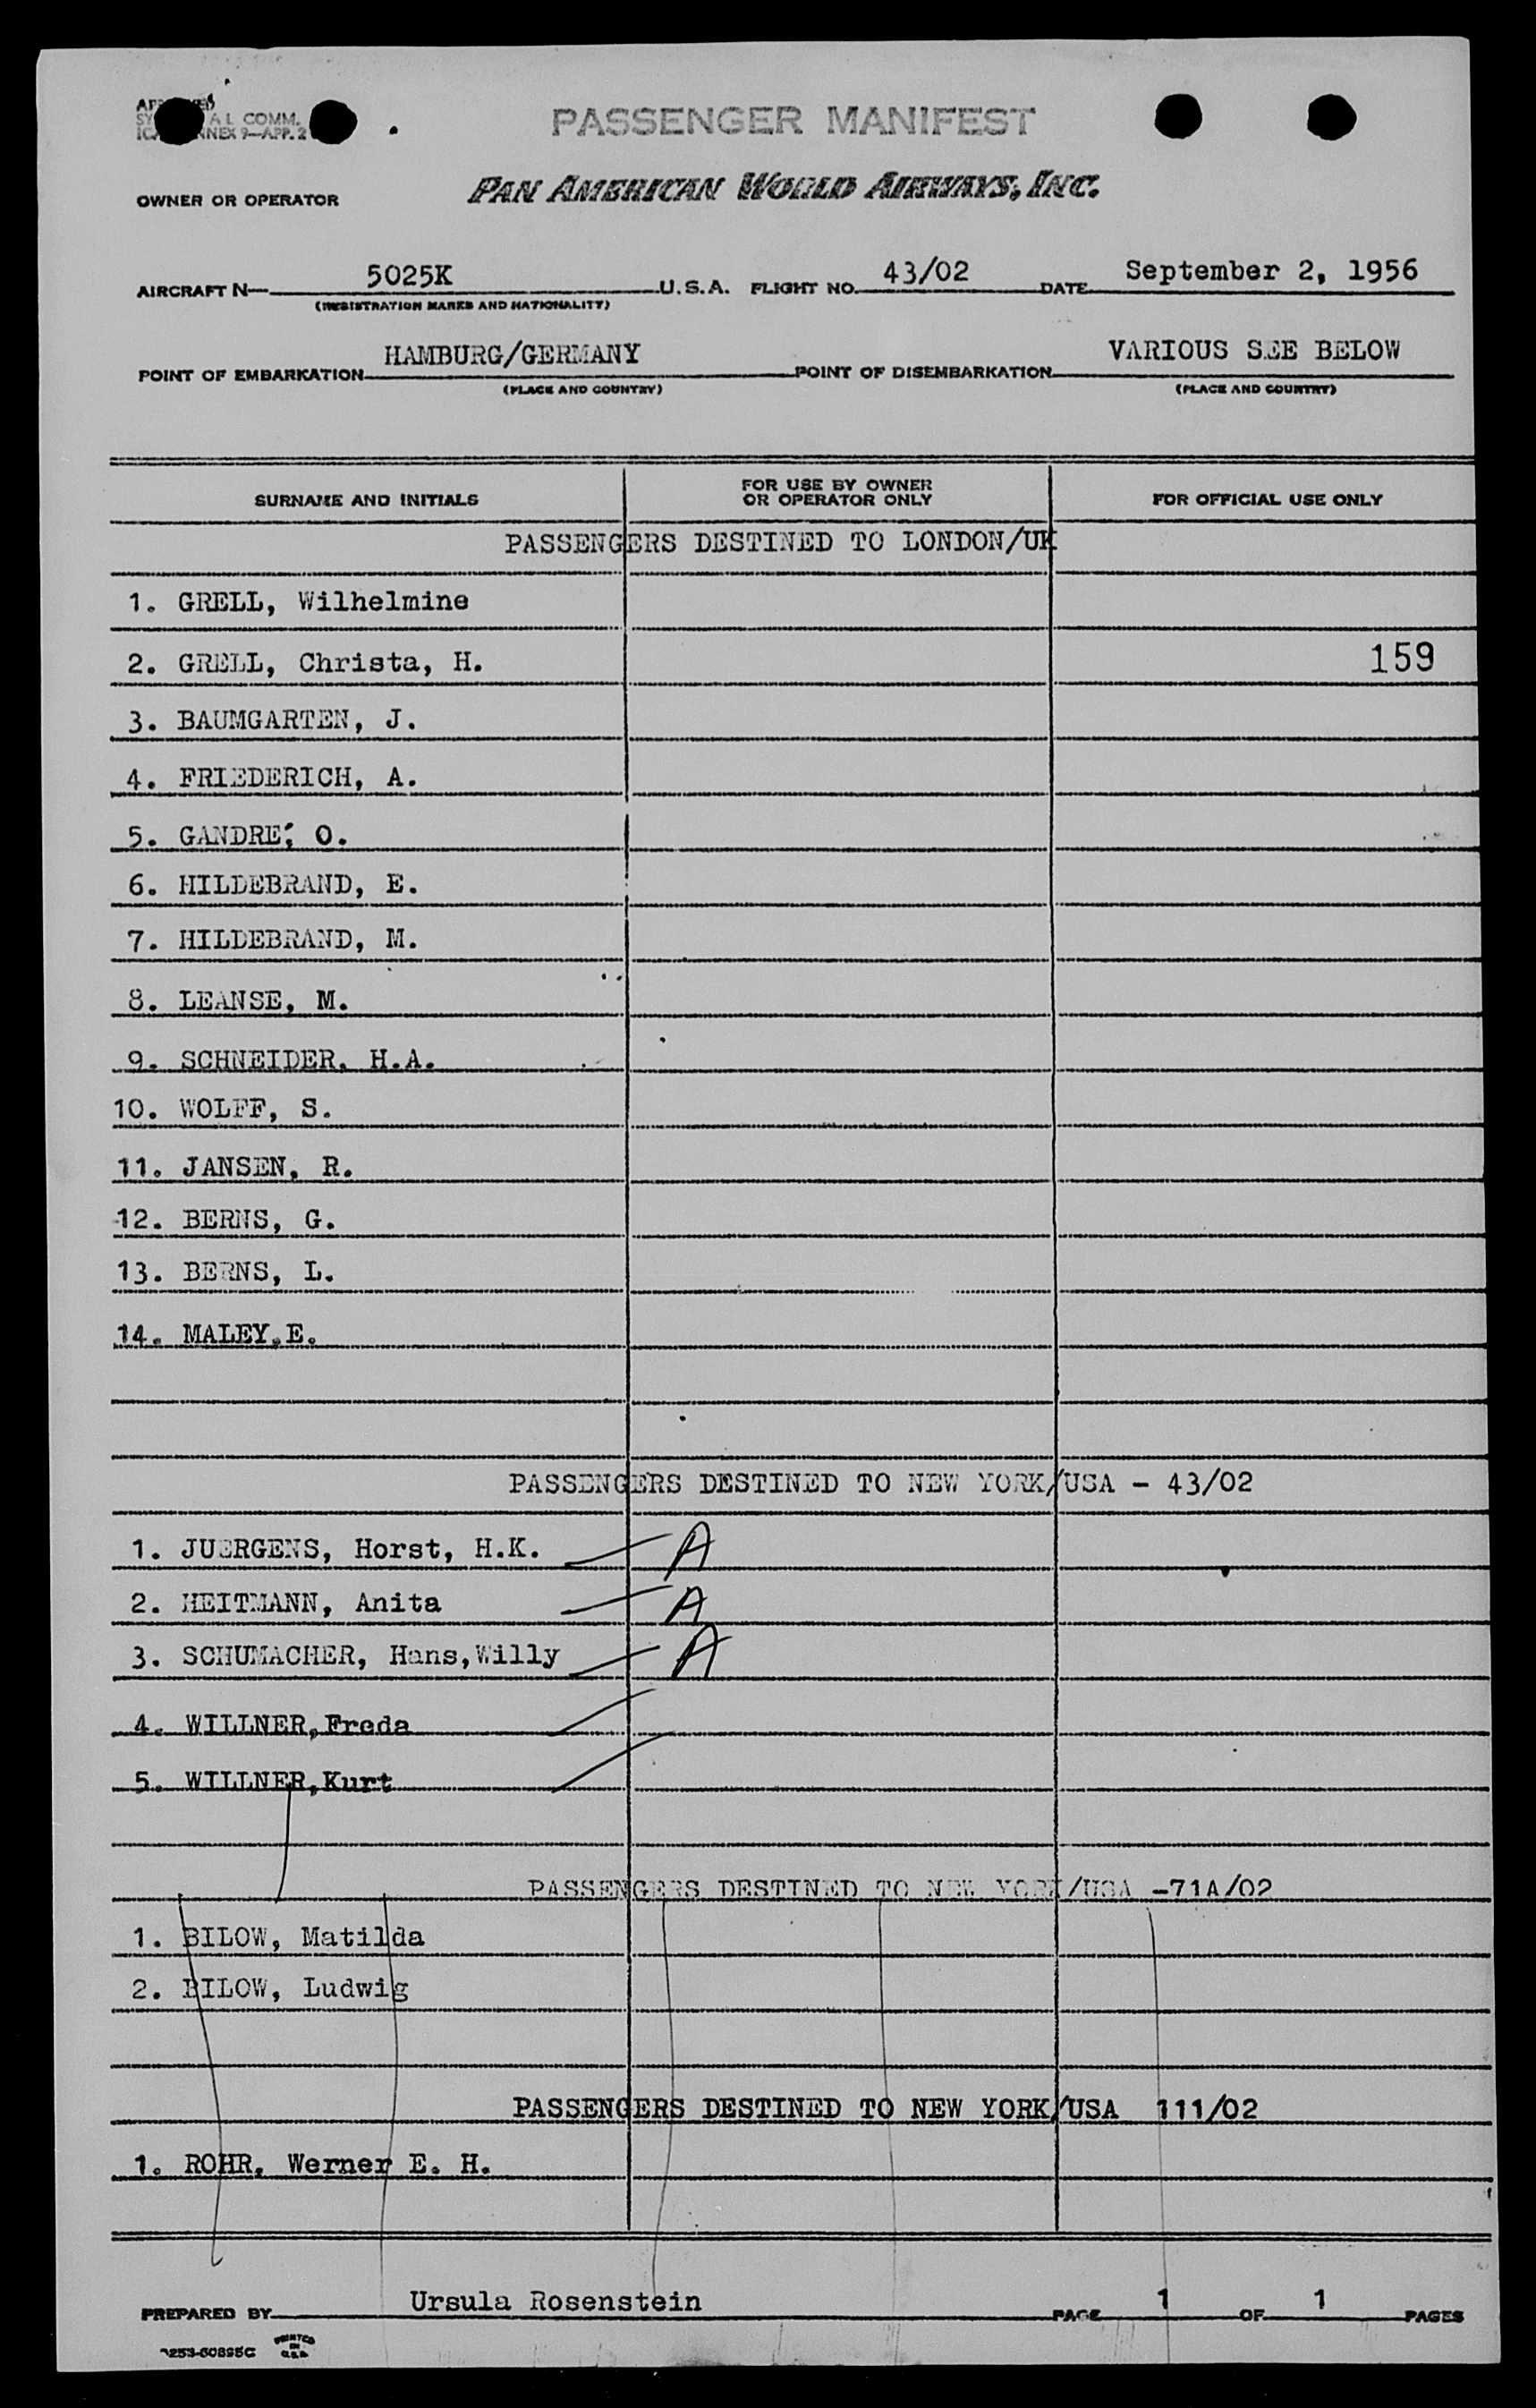 PASSENGER MANIFEST
COMM.
9-APP. 2
OWNER OR OPERATOR PAN AMERICAN WORLD AIRWAYS, INC.
AIRCRAFT N— 5025K U.S.A. FLIGHT NO. 43/02 DATE September 2, 1956
(REGISTRATION MARKS AND NATIONALITY)
POINT OF EMBARKATION HAMBURG/GERMANY POINT OF DISEMBARKATION VARIOUS SEE BELOW
(PLACE AND COUNTRY) (PLACE AND COUNTRY)
SURNAME AND INITIALS FOR USE BY OWNER OR OPERATOR ONLY FOR OFFICIAL USE ONLY
PASSENGERS DESTINED TO LONDON/UK
1. GRELL, Wilhelmine
2. GRELL, Christa, H. 159
3. BAUMGARTEN, J.
4. FRIEDERICH, A.
5. GANDRE', O.
6. HILDEBRAND, E.
7. HILDEBRAND, M.
8. LEANSE, M.
9. SCHNEIDER, H.A.
10. WOLFF, S.
11. JANSEN, R.
12. BERNS, G.
13. BERNS, L.
14. MALEY,E.
PASSENGERS DESTINED TO NEW YORK/USA - 43/02
1. JUERGENS, Horst, H.K. A
2. HEITMANN, Anita A
3. SCHUMACHER, Hans,Willy A
4. WILLNER,Freda
5. WILLNER,Kurt
PASSENGERS DESTINED TO NEW YORK/USA -71A/02
1. BILOW, Matilda
2. BILOW, Ludwig
PASSENGERS DESTINED TO NEW YORK/USA 111/02
1. ROHR, Werner E. H.
PREPARED BY Ursula Rosenstein PAGE 1 OF 1 PAGES
PRINTED IN U.S.A.